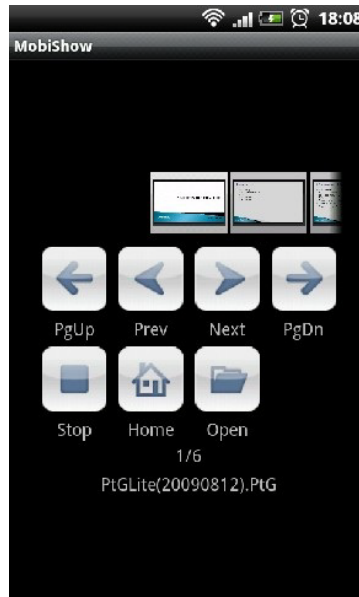 18:08
MobiShow
PgUp Prev Next PgDn
Stop Home Open
1/6
PtGLite(20090812).PtG